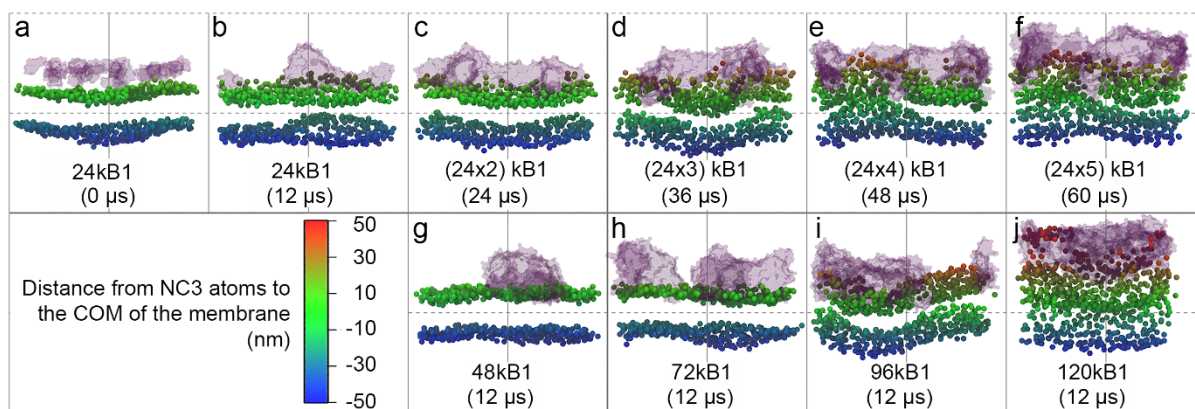 a
24kB1
(0 µs)
b
24kB1
(12 µs)
c
(24x2) kB1
(24 µs)
d
(24x3) kB1
(36 µs)
e
(24x4) kB1
(48 µs)
f
(24x5) kB1
(60 µs)
Distance from NC3 atoms to
the COM of the membrane
(nm)
50
30
10
-10
-30
-50
g
48kB1
(12 µs)
h
72kB1
(12 µs)
i
96kB1
(12 µs)
j
120kB1
(12 µs)